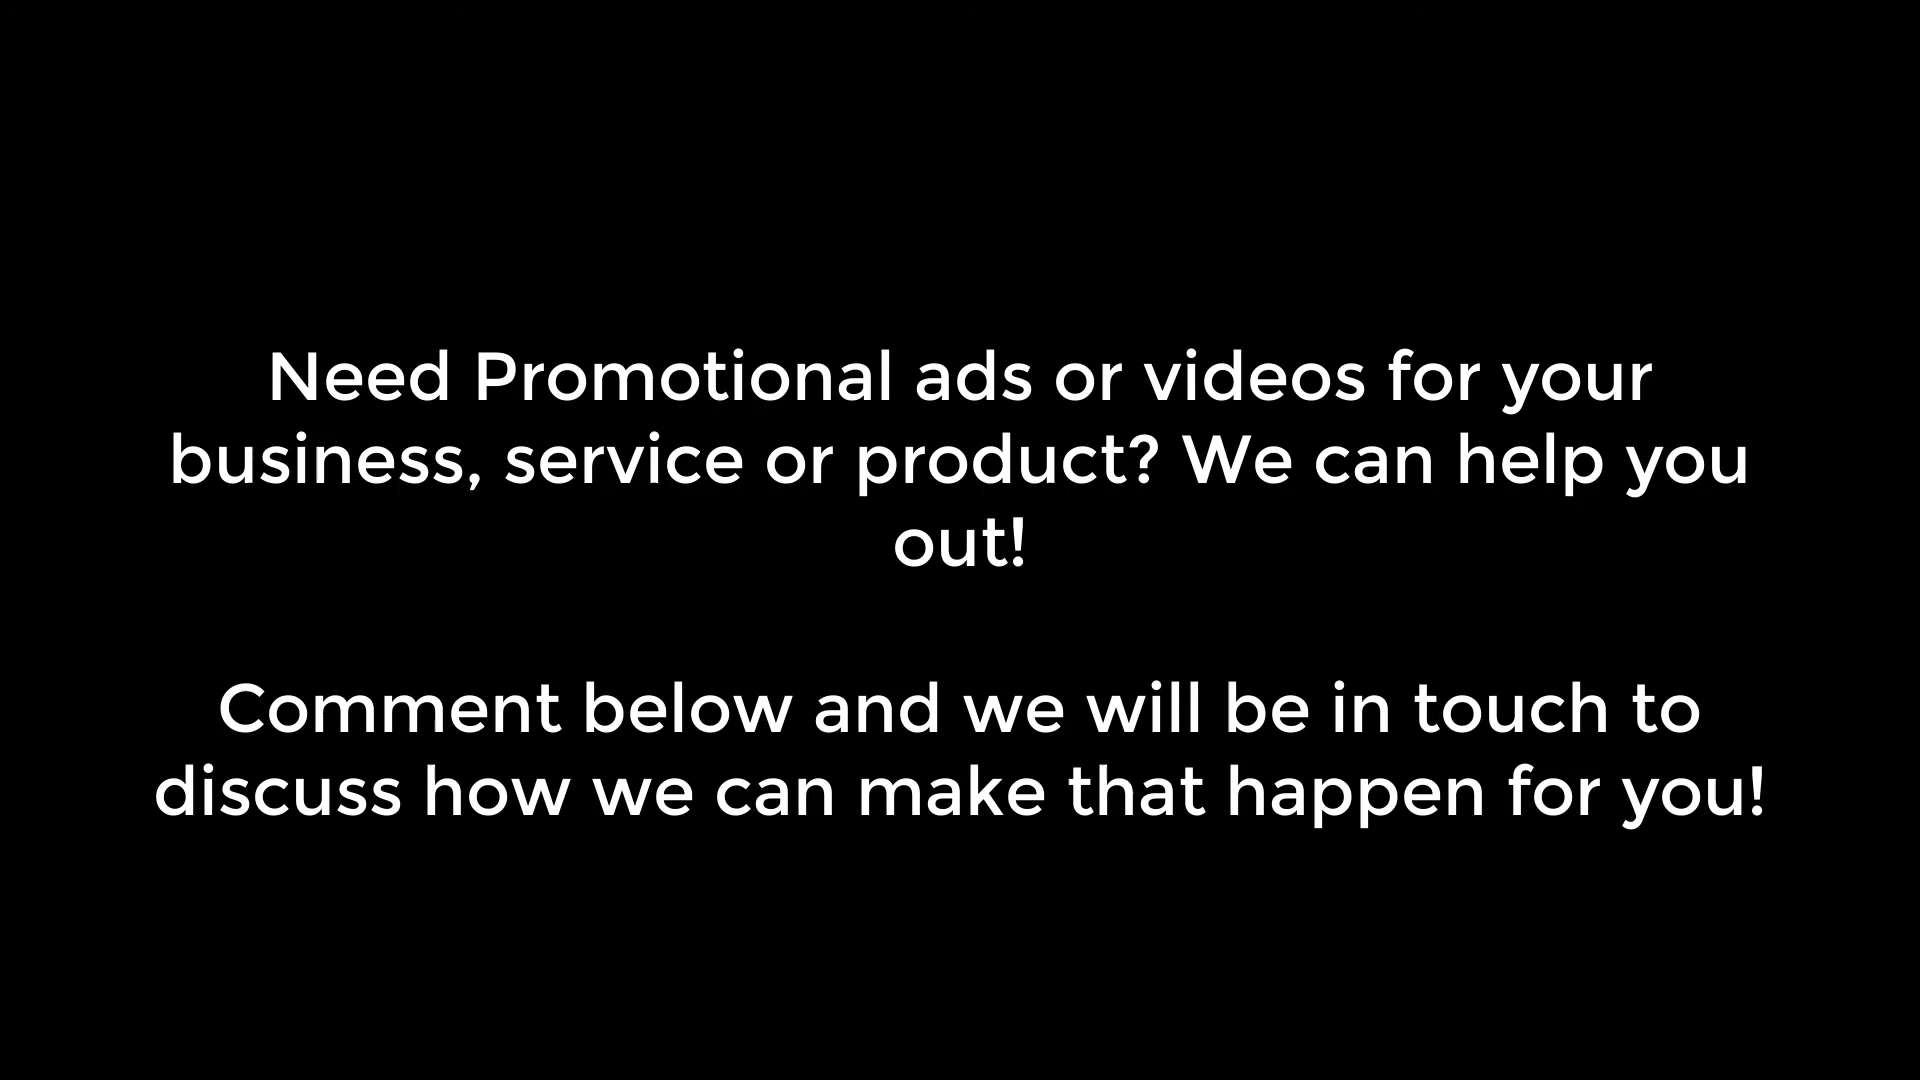 Need Promotional ads or videos for your
business, service or product? We can help you
out!
Comment below and we will be in touch to
discuss how we can make that happen for you!